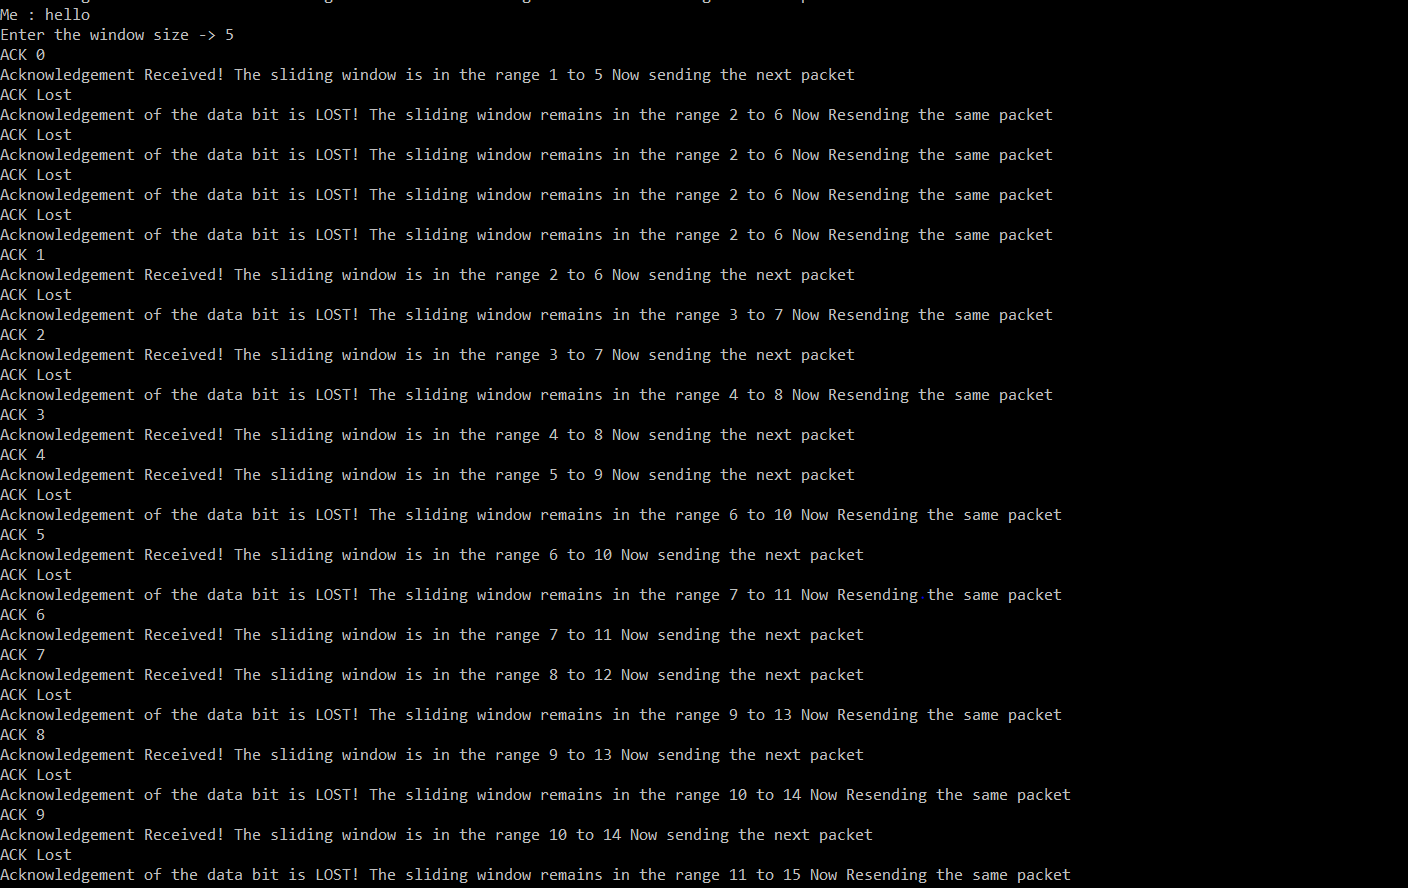 Me : hello
Enter the window size -> 5
ACK 0
Acknowledgement Received! The sliding window is in the range 1 to 5 Now sending the next packet
ACK Lost
Acknowledgement of the data bit is LOST! The sliding window remains in the range 2 to 6 Now Resending the same packet
ACK Lost
Acknowledgement of the data bit is LOST! The sliding window remains in the range 2 to 6 Now Resending the same packet
ACK Lost
Acknowledgement of the data bit is LOST! The sliding window remains in the range 2 to 6 Now Resending the same packet
ACK Lost
Acknowledgement of the data bit is LOST! The sliding window remains in the range 2 to 6 Now Resending the same packet
ACK 1
Acknowledgement Received! The sliding window is in the range 2 to 6 Now sending the next packet
ACK Lost
Acknowledgement of the data bit is LOST! The sliding window remains in the range 3 to 7 Now Resending the same packet
ACK 2
Acknowledgement Received! The sliding window is in the range 3 to 7 Now sending the next packet
ACK Lost
Acknowledgement of the data bit is LOST! The sliding window remains in the range 4 to 8 Now Resending the same packet
ACK 3
Acknowledgement Received! The sliding window is in the range 4 to 8 Now sending the next packet
ACK 4
Acknowledgement Received! The sliding window is in the range 5 to 9 Now sending the next packet
ACK Lost
Acknowledgement of the data bit is LOST! The sliding window remains in the range 6 to 10 Now Resending the same packet
ACK 5
Acknowledgement Received! The sliding window is in the range 6 to 10 Now sending the next packet
ACK Lost
Acknowledgement of the data bit is LOST! The sliding window remains in the range 7 to 11 Now Resending the same packet
ACK 6
Acknowledgement Received! The sliding window is in the range 7 to 11 Now sending the next packet
ACK 7
Acknowledgement Received! The sliding window is in the range 8 to 12 Now sending the next packet
ACK Lost
Acknowledgement of the data bit is LOST! The sliding window remains in the range 9 to 13 Now Resending the same packet
ACK 8
Acknowledgement Received! The sliding window is in the range 9 to 13 Now sending the next packet
ACK Lost
Acknowledgement of the data bit is LOST! The sliding window remains in the range 10 to 14 Now Resending the same packet
ACK 9
Acknowledgement Received! The sliding window is in the range 10 to 14 Now sending the next packet
ACK Lost
Acknowledgement of the data bit is LOST! The sliding window remains in the range 11 to 15 Now Resending the same packet